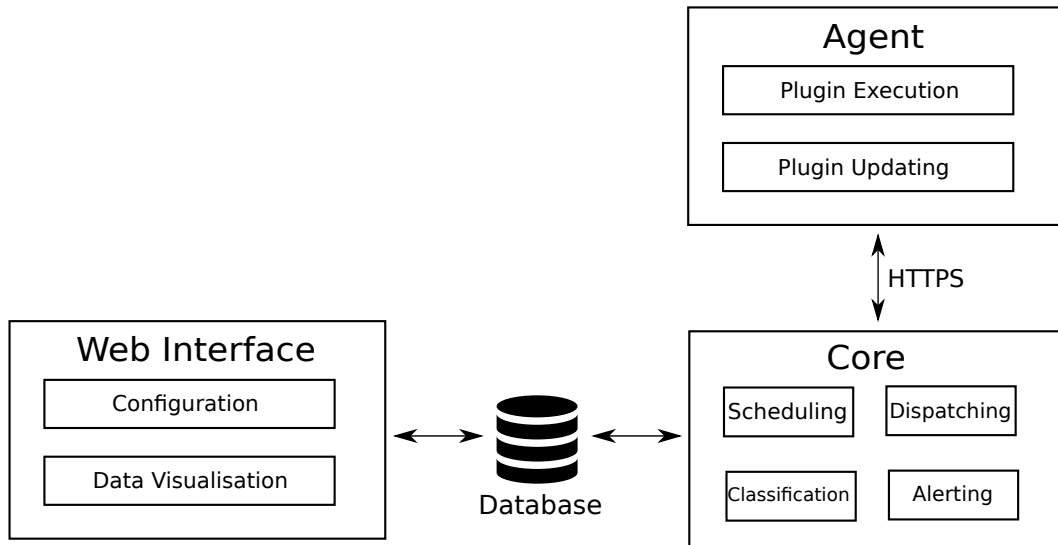 Agent
Plugin Execution
Plugin Updating
HTTPS
Web Interface
Configuration
Data Visualisation
Database
Core
Scheduling
Dispatching
Classification
Alerting